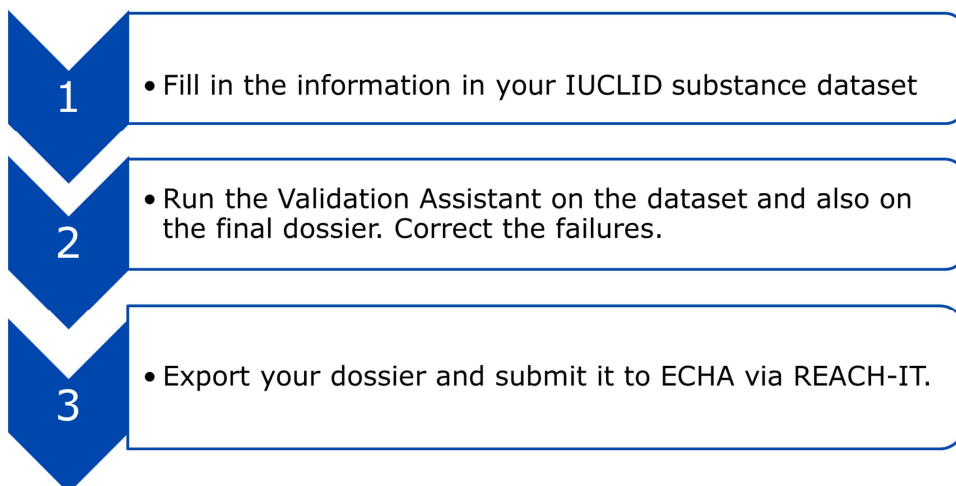 1
• Fill in the information in your IUCLID substance dataset
2
• Run the Validation Assistant on the dataset and also on
the final dossier. Correct the failures.
3
• Export your dossier and submit it to ECHA via REACH-IT.